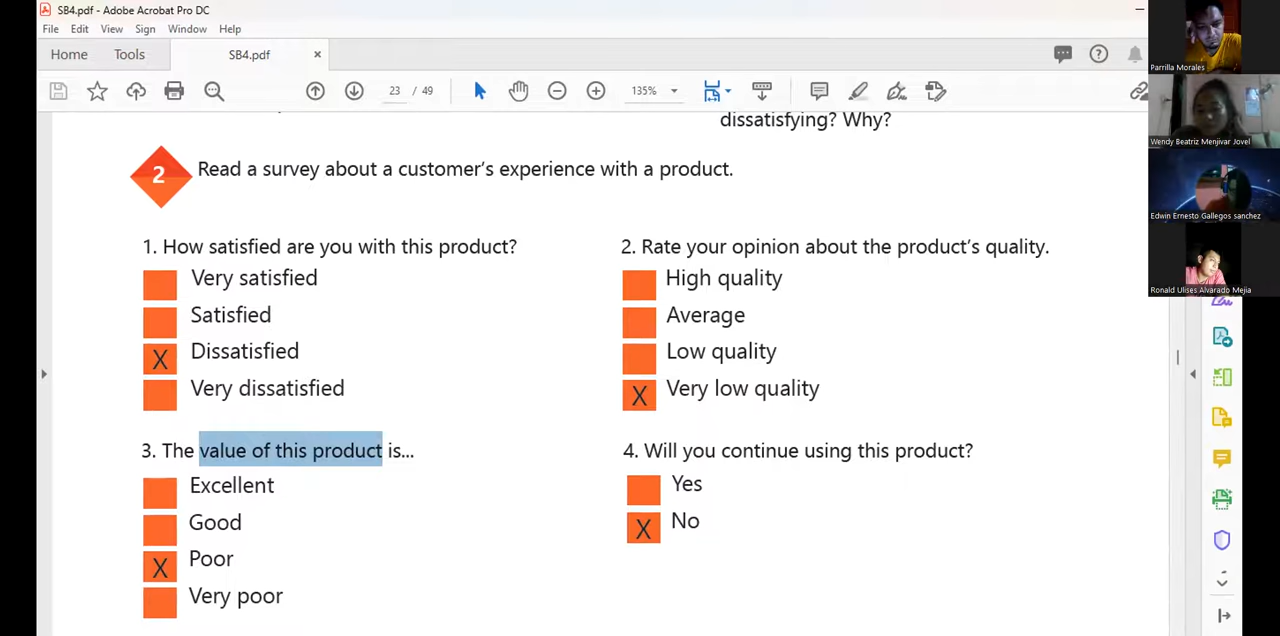 SB4.pdf - Adobe Acrobat Pro DC
File Edit View Sign Window Help
Home Tools SB4.pdf ×
23 / 49 135%
dissatisfying? Why?
2 Read a survey about a customer's experience with a product.
1. How satisfied are you with this product?
Very satisfied
Satisfied
X Dissatisfied
Very dissatisfied
2. Rate your opinion about the product's quality.
High quality
Average
Low quality
X Very low quality
3. The value of this product is...
Excellent
Good
X Poor
Very poor
4. Will you continue using this product?
Yes
X No
Parrilla Morales
Wendy Beatriz Menjivar Jovel
Edwin Ernesto Gallegos sanchez
Ronald Ulises Alvarado Mejia